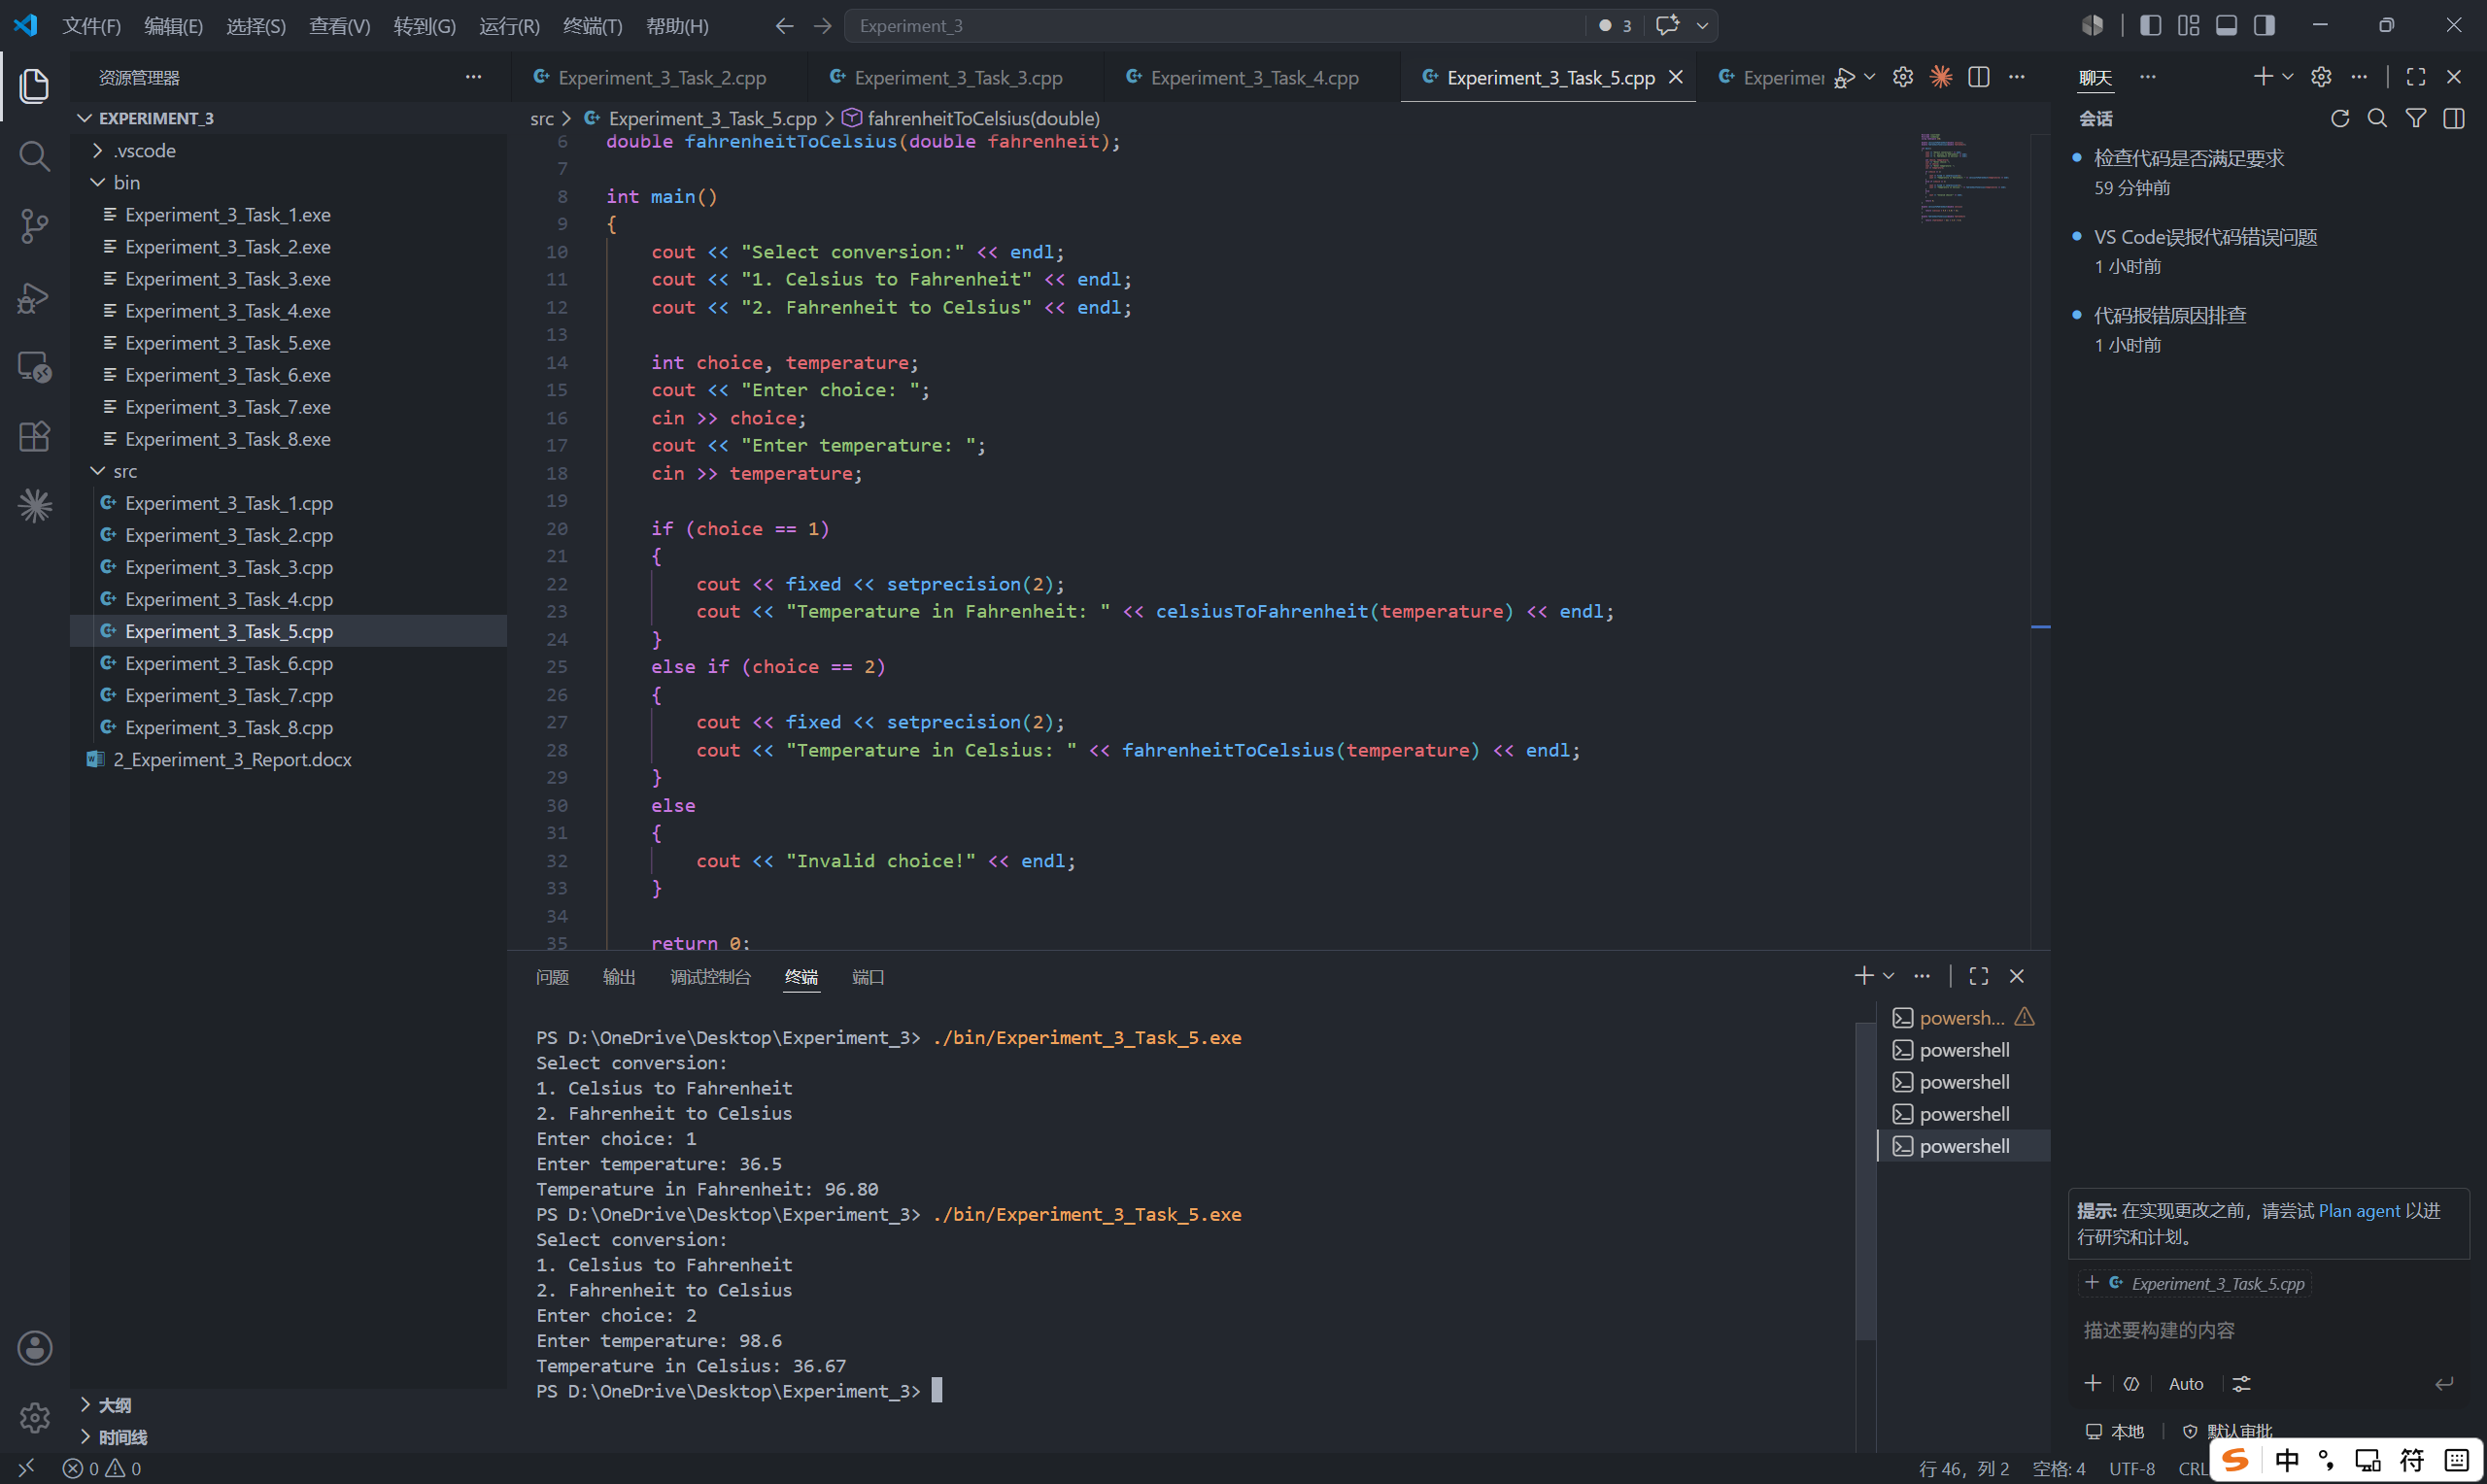 文件(F) 编辑(E) 选择(S) 查看(V) 转到(G) 运行(R) 终端(T) 帮助(H)
Experiment_3
3
资源管理器
EXPERIMENT_3
.vscode
bin
Experiment_3_Task_1.exe
Experiment_3_Task_2.exe
Experiment_3_Task_3.exe
Experiment_3_Task_4.exe
Experiment_3_Task_5.exe
Experiment_3_Task_6.exe
Experiment_3_Task_7.exe
Experiment_3_Task_8.exe
src
Experiment_3_Task_1.cpp
Experiment_3_Task_2.cpp
Experiment_3_Task_3.cpp
Experiment_3_Task_4.cpp
Experiment_3_Task_5.cpp
Experiment_3_Task_6.cpp
Experiment_3_Task_7.cpp
Experiment_3_Task_8.cpp
2_Experiment_3_Report.docx
大纲
时间线
Experiment_3_Task_2.cpp Experiment_3_Task_3.cpp Experiment_3_Task_4.cpp Experiment_3_Task_5.cpp Experimer
src > Experiment_3_Task_5.cpp > fahrenheitToCelsius(double)
6 double fahrenheitToCelsius(double fahrenheit);
7
8 int main()
9 {
10 cout << "Select conversion:" << endl;
11 cout << "1. Celsius to Fahrenheit" << endl;
12 cout << "2. Fahrenheit to Celsius" << endl;
13
14 int choice, temperature;
15 cout << "Enter choice: ";
16 cin >> choice;
17 cout << "Enter temperature: ";
18 cin >> temperature;
19
20 if (choice == 1)
21 {
22 cout << fixed << setprecision(2);
23 cout << "Temperature in Fahrenheit: " << celsiusToFahrenheit(temperature) << endl;
24 }
25 else if (choice == 2)
26 {
27 cout << fixed << setprecision(2);
28 cout << "Temperature in Celsius: " << fahrenheitToCelsius(temperature) << endl;
29 }
30 else
31 {
32 cout << "Invalid choice!" << endl;
33 }
34
35 return 0;
问题 输出 调试控制台 终端 端口
PS D:\OneDrive\Desktop\Experiment_3> ./bin/Experiment_3_Task_5.exe
Select conversion:
1. Celsius to Fahrenheit
2. Fahrenheit to Celsius
Enter choice: 1
Enter temperature: 36.5
Temperature in Fahrenheit: 96.80
PS D:\OneDrive\Desktop\Experiment_3> ./bin/Experiment_3_Task_5.exe
Select conversion:
1. Celsius to Fahrenheit
2. Fahrenheit to Celsius
Enter choice: 2
Enter temperature: 98.6
Temperature in Celsius: 36.67
PS D:\OneDrive\Desktop\Experiment_3>
powersh...
powershell
powershell
powershell
powershell
聊天
会话
检查代码是否满足要求
59 分钟前
VS Code误报代码错误问题
1 小时前
代码报错原因排查
1 小时前
提示: 在实现更改之前，请尝试 Plan agent 以进
行研究和计划。
Experiment_3_Task_5.cpp
描述要构建的内容
Auto
本地 默认审批
0 0
行 46，列 2 空格: 4 UTF-8 CRL
中 符